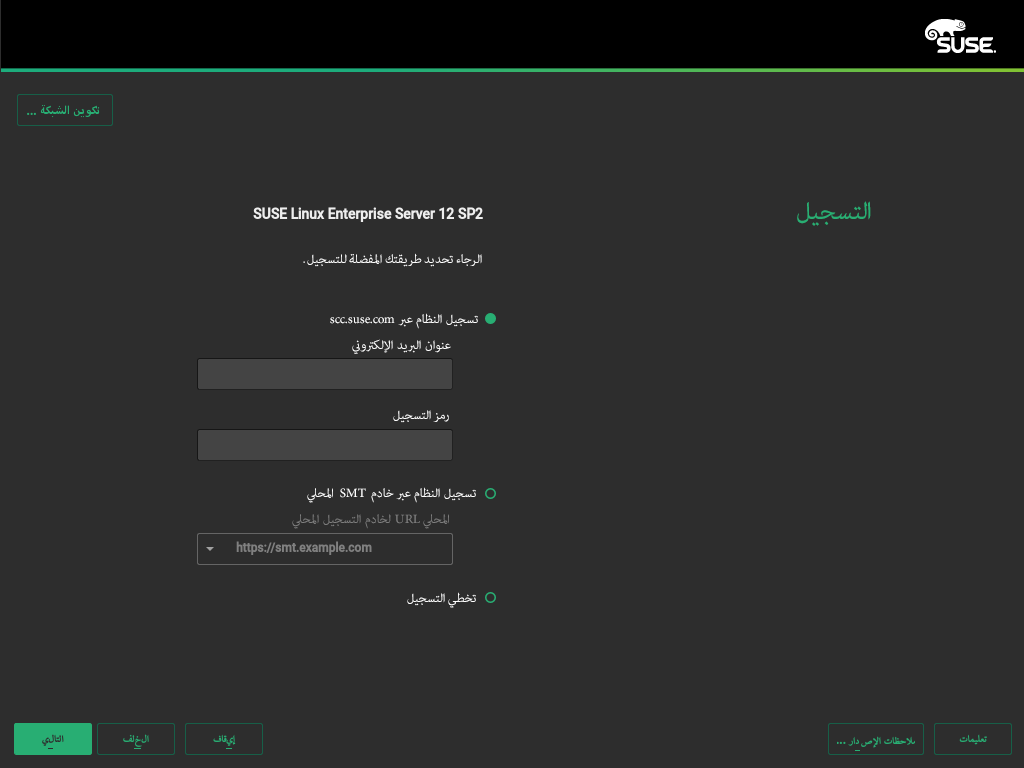 SUSE.
تكوين الشبكة ...
التسجيل
SUSE Linux Enterprise Server 12 SP2
الرجاء تحديد طريقتك المفضلة للتسجيل.
تسجيل النظام عبر scc.suse.com
عنوان البريد الإلكتروني
رمز التسجيل
تسجيل النظام عبر خادم SMT المحلي
المحلي URL لخادم التسجيل المحلي
https://smt.example.com
تخطي التسجيل
تعليمات
ملاحظات الإصدار ...
إيقاف
الخلف
التالي